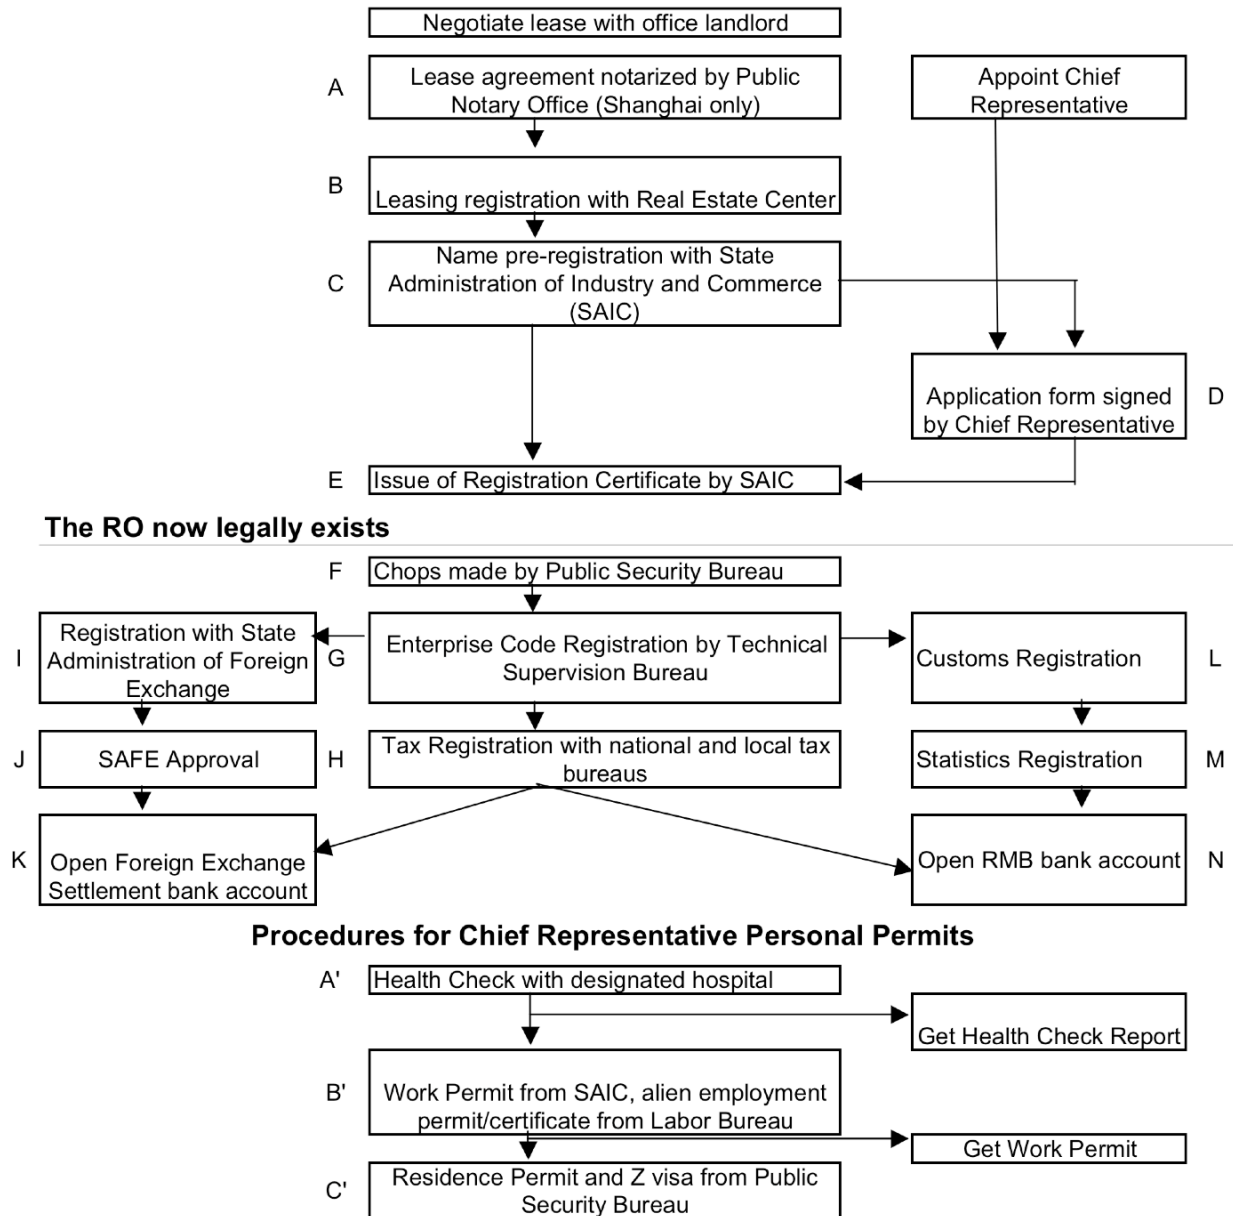 Negotiate lease with office landlord
A
Lease agreement notarized by Public
Notary Office (Shanghai only)
Appoint Chief
Representative
B
Leasing registration with Real Estate Center
C
Name pre-registration with State
Administration of Industry and Commerce
(SAIC)
Application form signed
by Chief Representative
D
E
Issue of Registration Certificate by SAIC
The RO now legally exists
F
Chops made by Public Security Bureau
I
Registration with State
Administration of Foreign
Exchange
G
Enterprise Code Registration by Technical
Supervision Bureau
Customs Registration
L
J
SAFE Approval
H
Tax Registration with national and local tax
bureaus
Statistics Registration
M
K
Open Foreign Exchange
Settlement bank account
Open RMB bank account
N
Procedures for Chief Representative Personal Permits
A'
Health Check with designated hospital
Get Health Check Report
B'
Work Permit from SAIC, alien employment
permit/certificate from Labor Bureau
Get Work Permit
C'
Residence Permit and Z visa from Public
Security Bureau